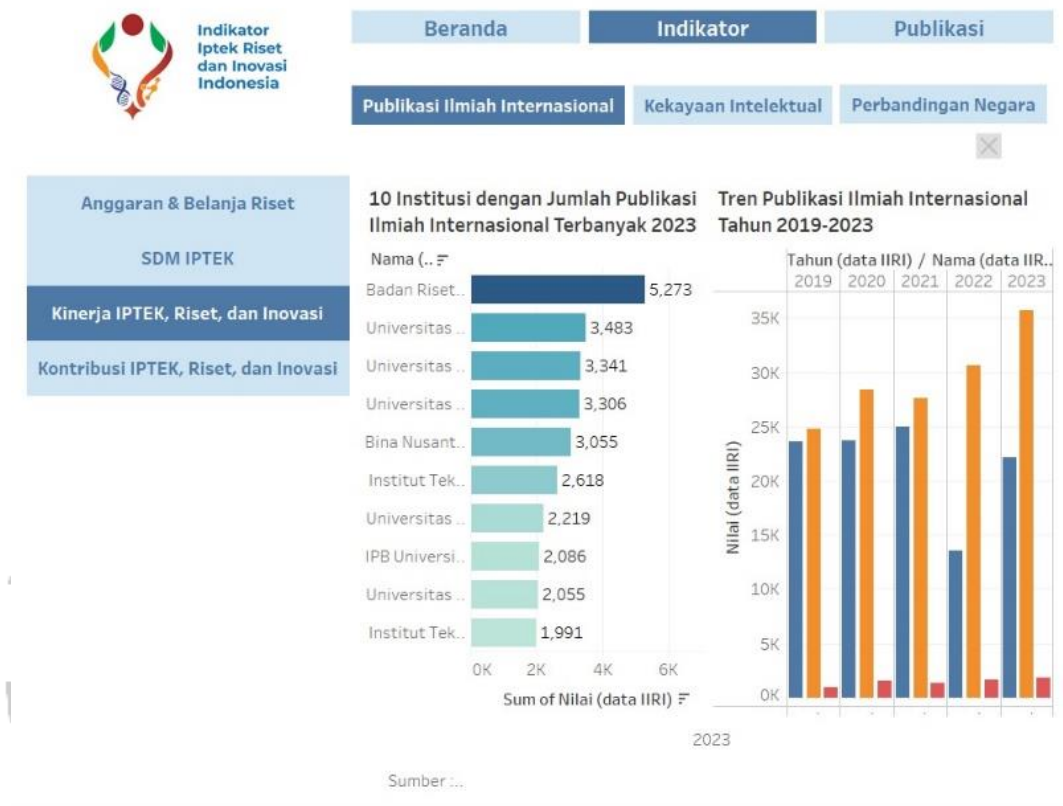 Indikator
Iptek Riset
dan Inovasi
Indonesia
Beranda
Indikator
Publikasi
Publikasi Ilmiah Internasional
Kekayaan Intelektual
Perbandingan Negara
Anggaran & Belanja Riset
SDM IPTEK
Kinerja IPTEK, Riset, dan Inovasi
Kontribusi IPTEK, Riset, dan Inovasi
10 Institusi dengan Jumlah Publikasi
Ilmiah Internasional Terbanyak 2023
Nama (..
Badan Riset.. 5,273
Universitas .. 3,483
Universitas .. 3,341
Universitas .. 3,306
Bina Nusant.. 3,055
Institut Tek.. 2,618
Universitas .. 2,219
IPB Universi.. 2,086
Universitas .. 2,055
Institut Tek.. 1,991
0K 2K 4K 6K
Sum of Nilai (data IIRI)
Tren Publikasi Ilmiah Internasional
Tahun 2019-2023
Tahun (data IIRI) / Nama (data IIR..
2019 2020 2021 2022 2023
Nilai (data IIRI)
35K
30K
25K
20K
15K
10K
5K
0K
2023
Sumber :..